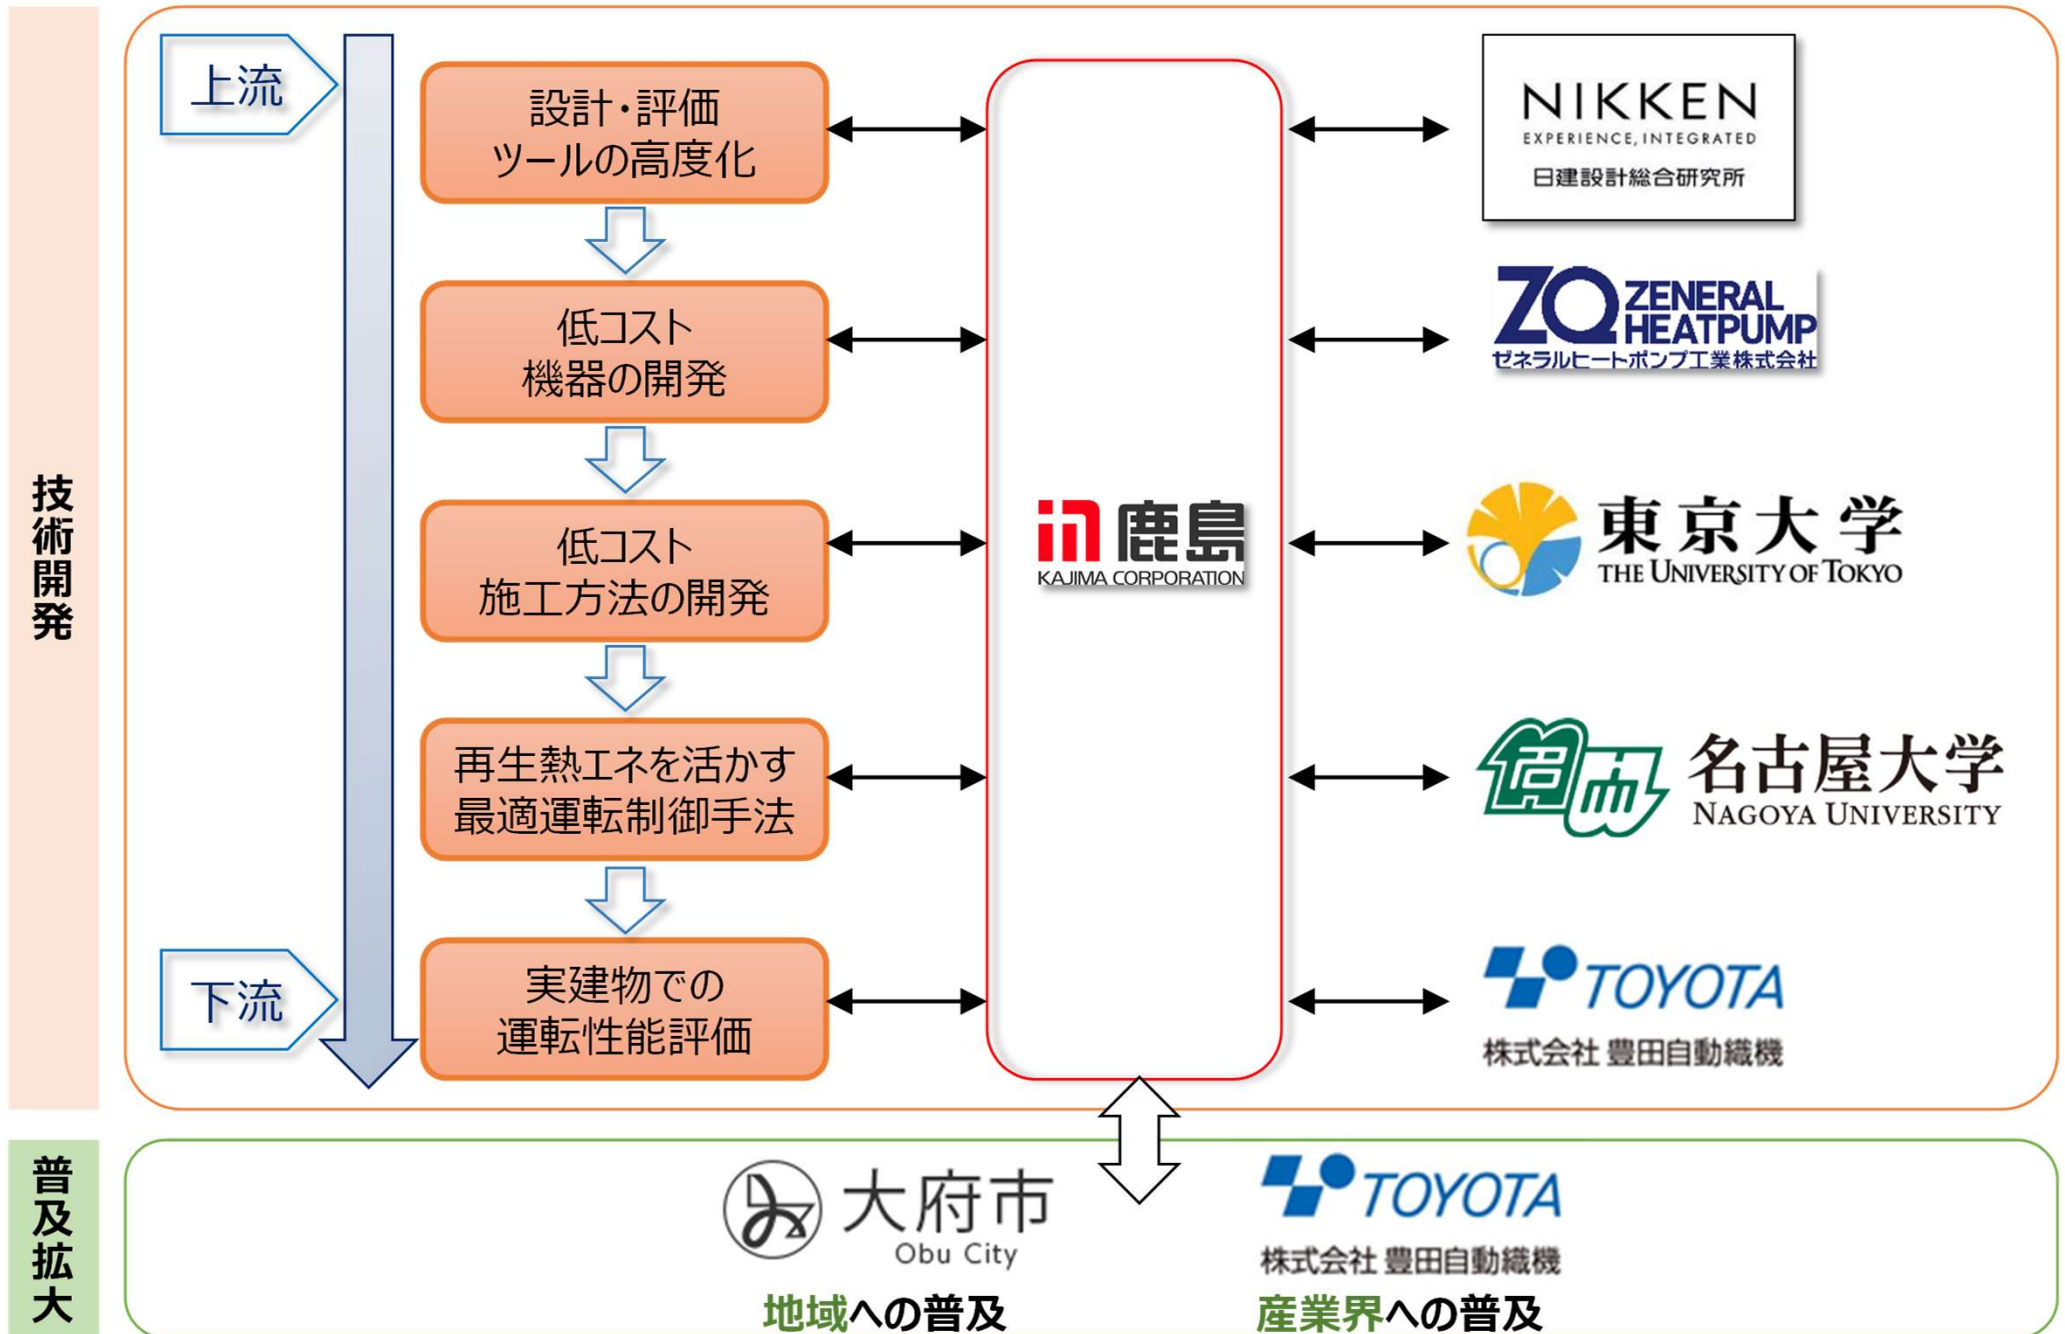 技術開発
上流
設計・評価
ツールの高度化
低コスト
機器の開発
低コスト
施工方法の開発
再生熱エネを活かす
最適運転制御手法
下流
実建物での
運転性能評価
鹿島
KAJIMA CORPORATION
NIKKEN
EXPERIENCE, INTEGRATED
日建設計総合研究所
ZQ ZENERAL
HEATPUMP
ゼネラルヒートポンプ工業株式会社
東京大学
THE UNIVERSITY OF TOKYO
名大
名古屋大学
NAGOYA UNIVERSITY
TOYOTA
株式会社 豊田自動織機
普及拡大
大府市
Obu City
地域への普及
TOYOTA
株式会社 豊田自動織機
産業界への普及